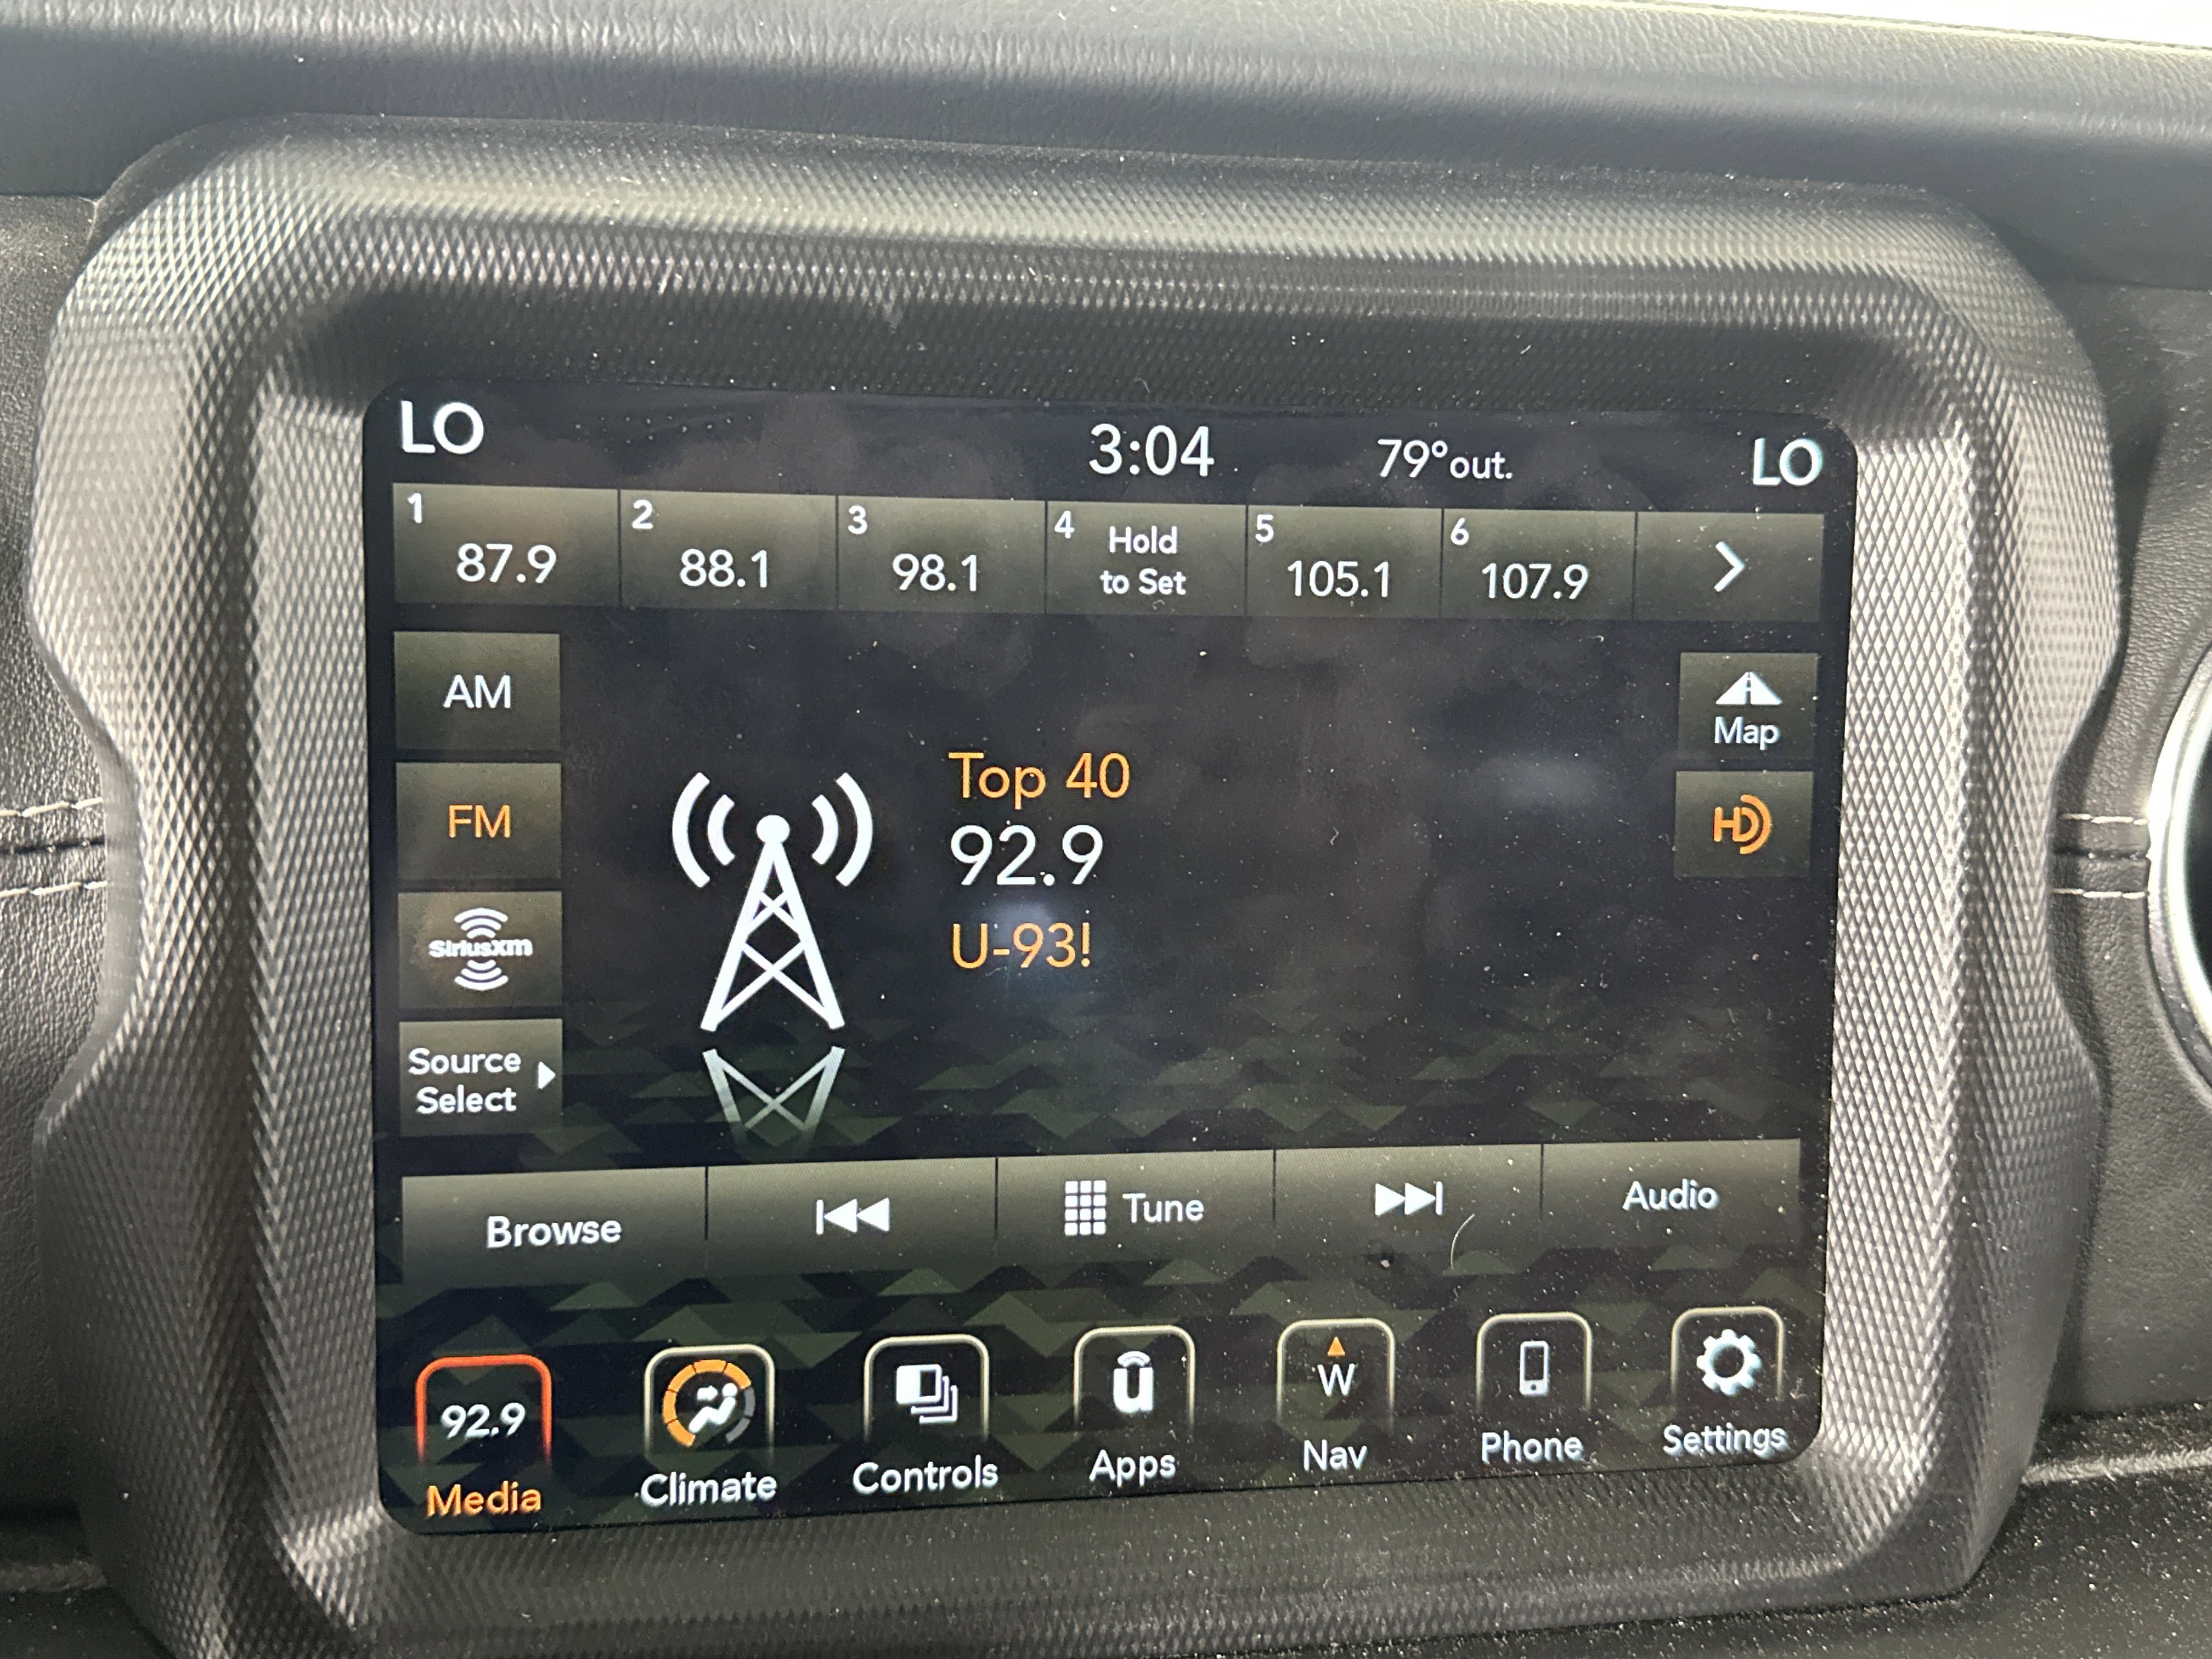 LO 3:04 79°out. LO
1 87.9
2 88.1
3 98.1
4 Hold
to Set
5 105.1
6 107.9
AM
FM
siriusxm
Source
Select
Top 40
92.9
U-93!
Map
HD
Browse Tune Audio
92.9
Media
Climate
Controls
u
Apps
W
Nav
Phone
Settings